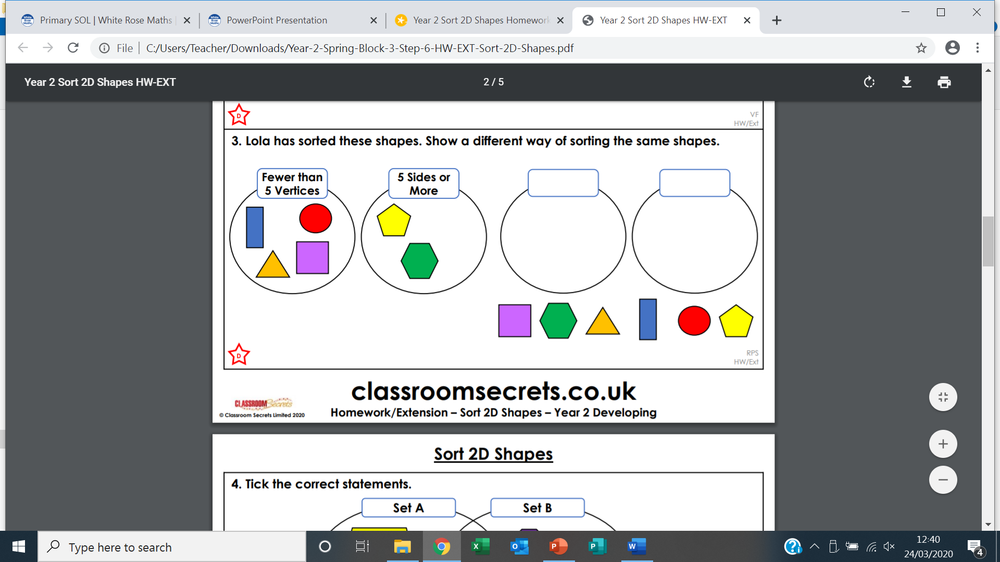 Primary SOL | White Rose Maths |
PowerPoint Presentation
Year 2 Sort 2D Shapes Homework
Year 2 Sort 2D Shapes HW-EXT
File
C:/Users/Teacher/Downloads/Year-2-Spring-Block-3-Step-6-HW-EXT-Sort-2D-Shapes.pdf
Year 2 Sort 2D Shapes HW-EXT
2 / 5
D
VF
HW/Ext
3. Lola has sorted these shapes. Show a different way of sorting the same shapes.
Fewer than
5 Vertices
5 Sides or
More
D
RPS
HW/Ext
classroomsecrets.co.uk
CLASSROOM Secrets
© Classroom Secrets Limited 2020
Homework/Extension – Sort 2D Shapes – Year 2 Developing
Sort 2D Shapes
4. Tick the correct statements.
Set A
Set B
Type here to search
12:40
24/03/2020
4